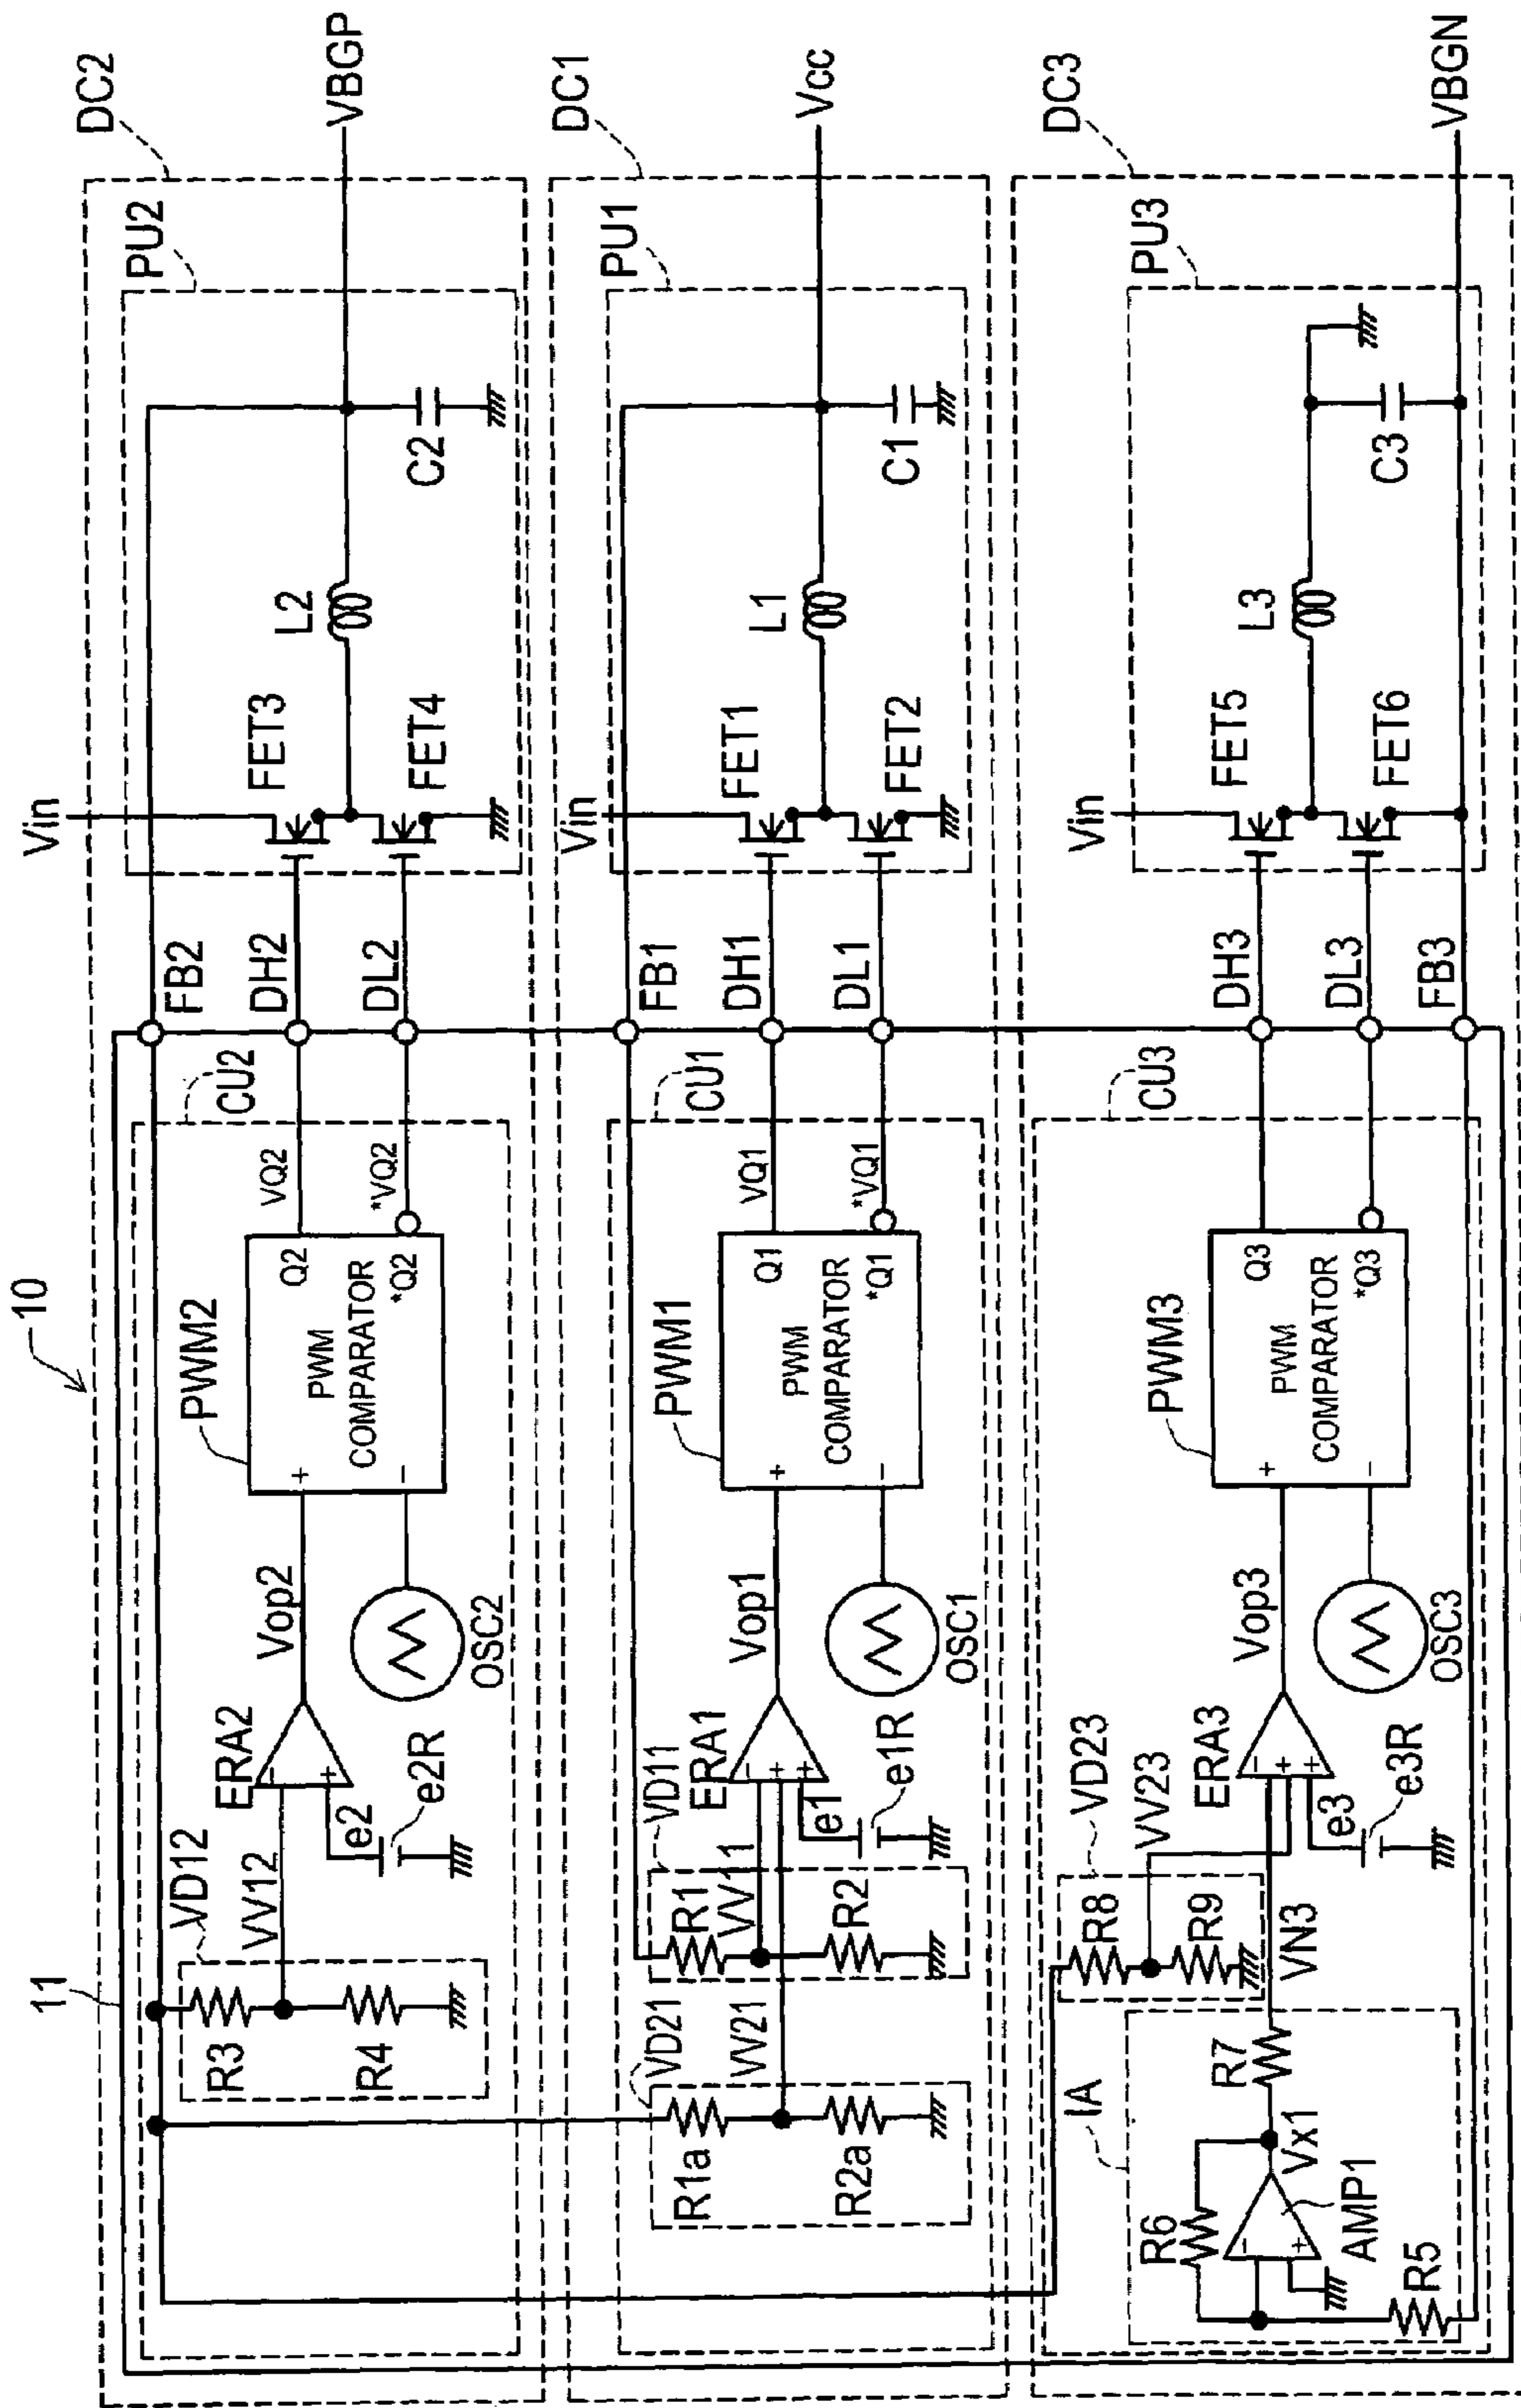 10
11
DC2
PU2
Vin
FET3
FET4
L2
C2
VBGP
FB2
DH2
DL2
CU2
VQ2
*VQ2
Q2
*Q2
PWM
COMPARATOR
PWM2
Vop2
OSC2
ERA2
-
+
e2
e2R
VD12
VV12
R3
R4
DC1
PU1
Vin
FET1
FET2
L1
C1
Vcc
FB1
DH1
DL1
CU1
VQ1
*VQ1
Q1
*Q1
PWM
COMPARATOR
PWM1
Vop1
OSC1
ERA1
e1
e1R
VD11
VV11
R1
R2
VD21
VV21
R1a
R2a
DC3
PU3
Vin
FET5
FET6
L3
C3
VBGN
DH3
DL3
FB3
CU3
Q3
*Q3
PWM
COMPARATOR
PWM3
Vop3
OSC3
ERA3
e3
e3R
VD23
VV23
R8
R9
VN3
R7
IA
Vx1
AMP1
R6
R5